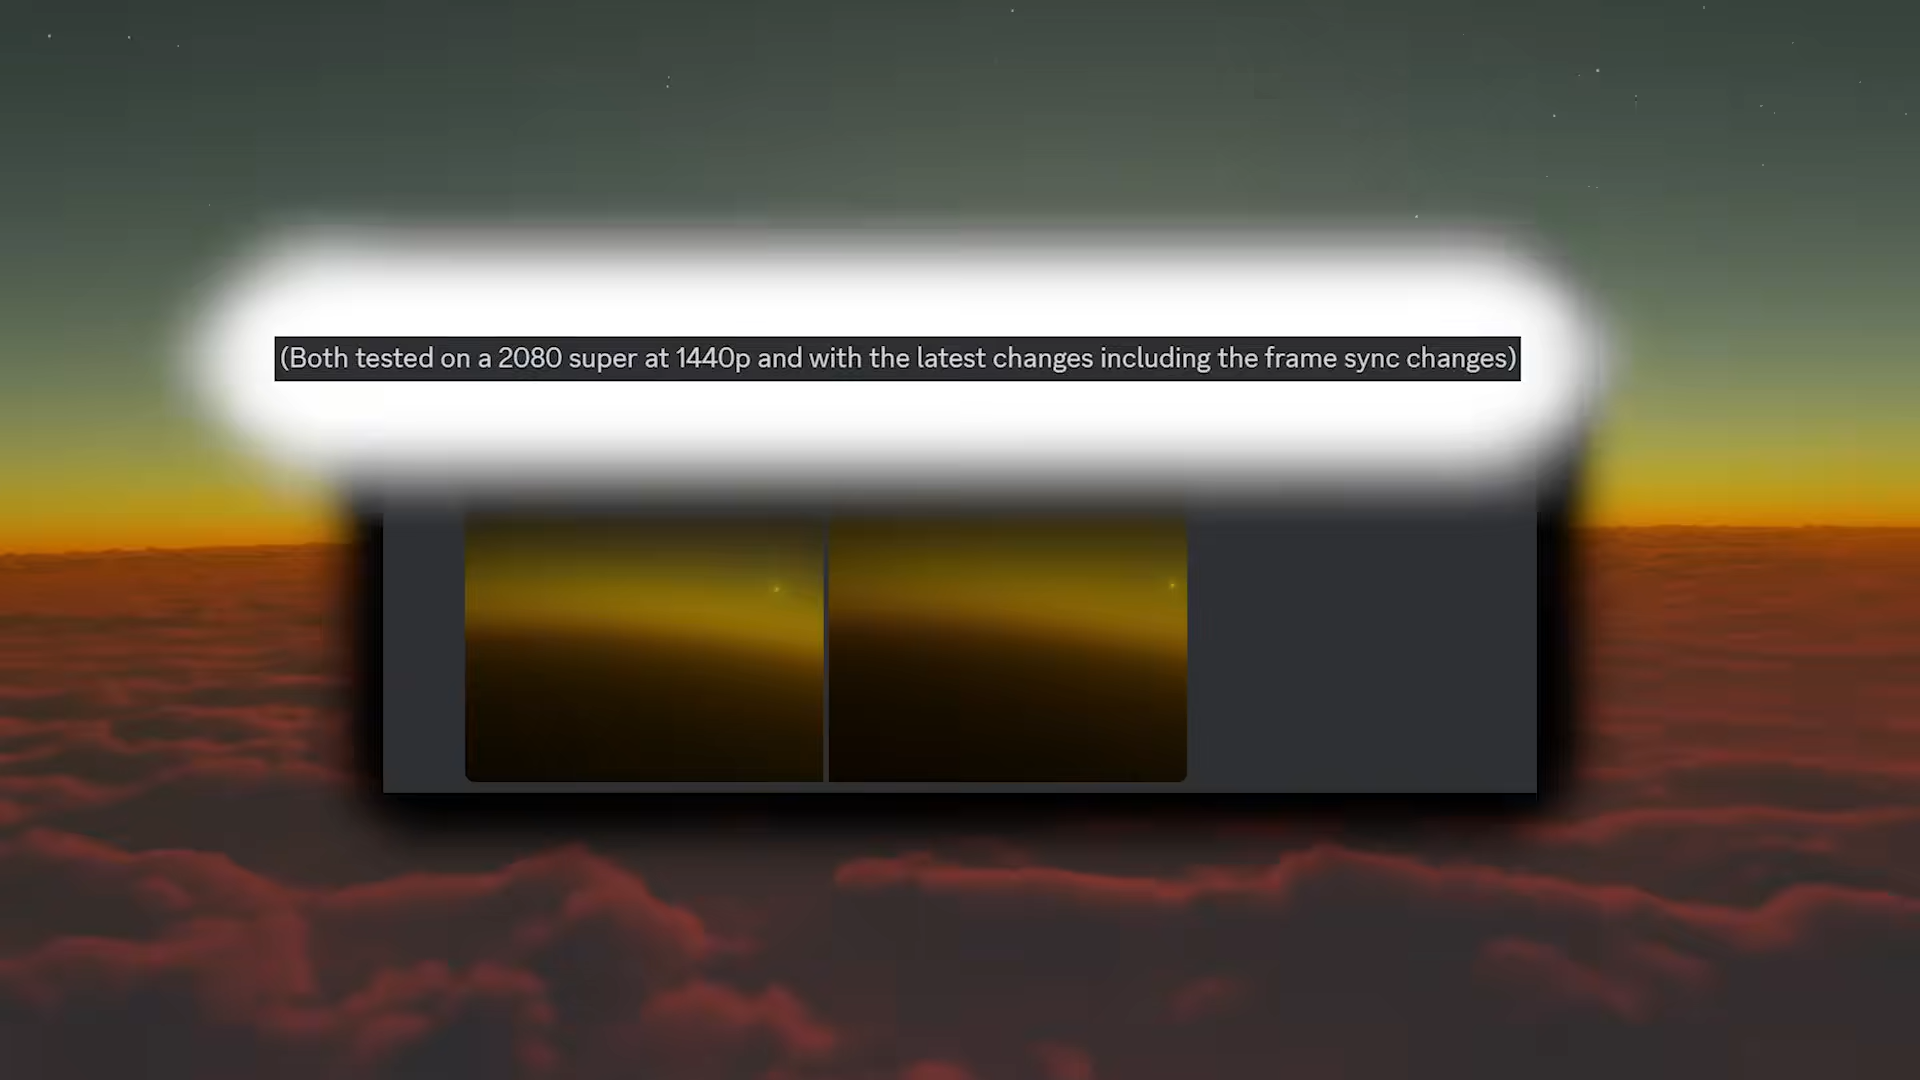 (Both tested on a 2080 super at 1440p and with the latest changes including the frame sync changes)